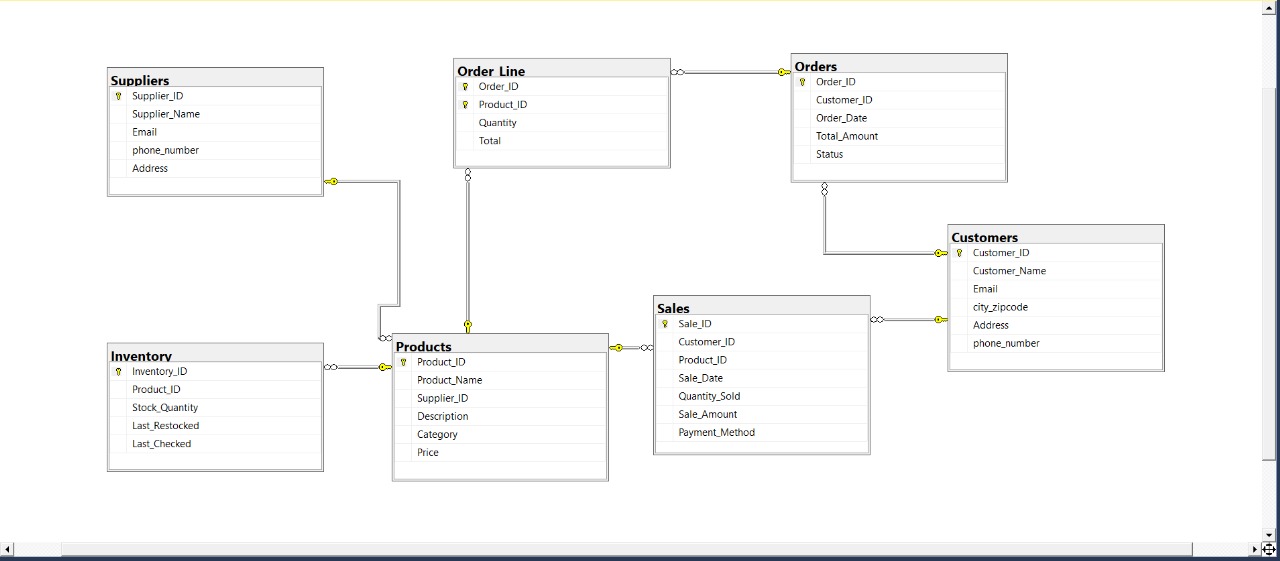 Suppliers
Supplier_ID
Supplier_Name
Email
phone_number
Address
Order_Line
Order_ID
Product_ID
Quantity
Total
Orders
Order_ID
Customer_ID
Order_Date
Total_Amount
Status
Customers
Customer_ID
Customer_Name
Email
city_zipcode
Address
phone_number
Inventory
Inventory_ID
Product_ID
Stock_Quantity
Last_Restocked
Last_Checked
Products
Product_ID
Product_Name
Supplier_ID
Description
Category
Price
Sales
Sale_ID
Customer_ID
Product_ID
Sale_Date
Quantity_Sold
Sale_Amount
Payment_Method